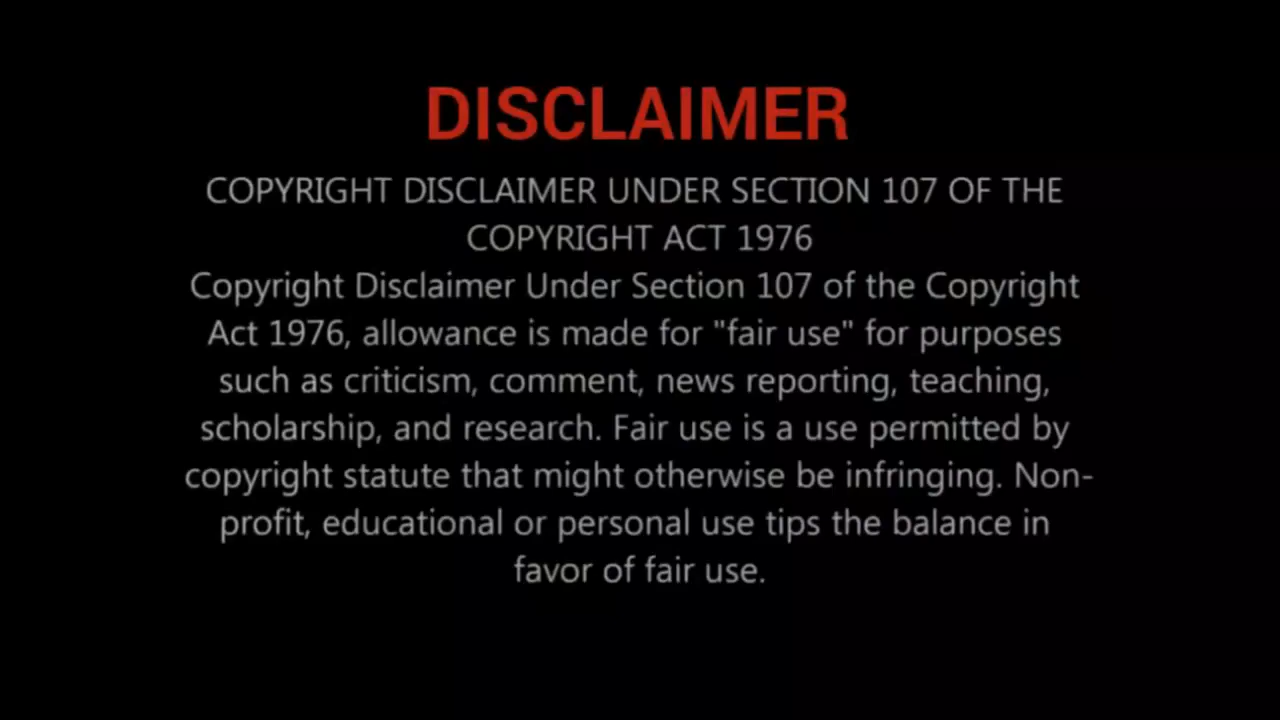 DISCLAIMER
COPYRIGHT DISCLAIMER UNDER SECTION 107 OF THE
COPYRIGHT ACT 1976
Copyright Disclaimer Under Section 107 of the Copyright
Act 1976, allowance is made for "fair use" for purposes
such as criticism, comment, news reporting, teaching,
scholarship, and research. Fair use is a use permitted by
copyright statute that might otherwise be infringing. Non-
profit, educational or personal use tips the balance in
favor of fair use.